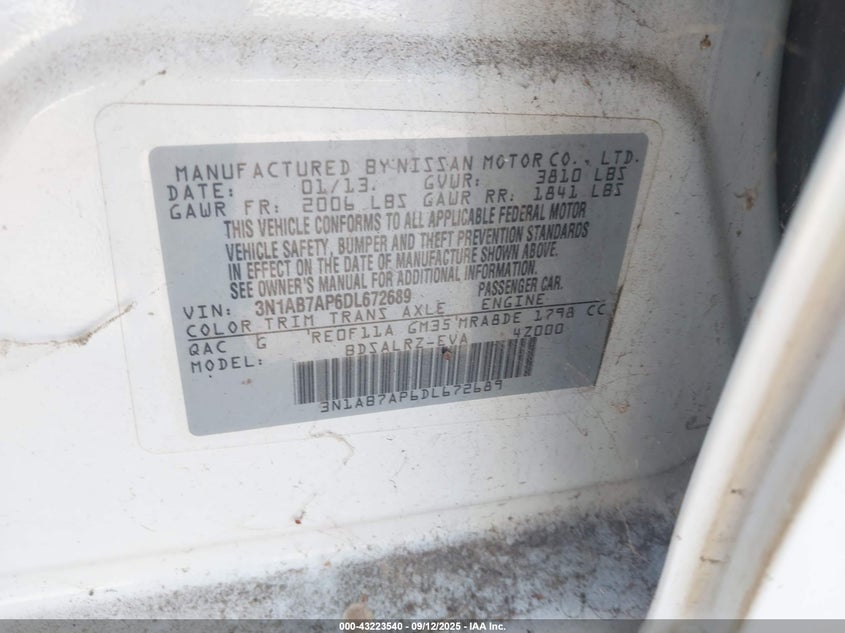 MANUFACTURED BY NISSAN MOTOR CO., LTD.
DATE: 01/13. GVWR: 3810 LBS
GAWR FR: 2006 LBS GAWR RR: 1841 LBS
THIS VEHICLE CONFORMS TO ALL APPLICABLE FEDERAL MOTOR
VEHICLE SAFETY, BUMPER AND THEFT PREVENTION STANDARDS
IN EFFECT ON THE DATE OF MANUFACTURE SHOWN ABOVE.
SEE OWNER'S MANUAL FOR ADDITIONAL INFORMATION.
VIN: 3N1AB7AP6DL672689 PASSENGER CAR.
COLOR TRIM TRANS AXLE ENGINE
QAC G RE0F11A GM35 MRA8DE 1798 CC
MODEL: BDSALRZ-EVA 4Z000
3N1AB7AP6DL672689
000-43223540 - 09/12/2025 - IAA Inc.